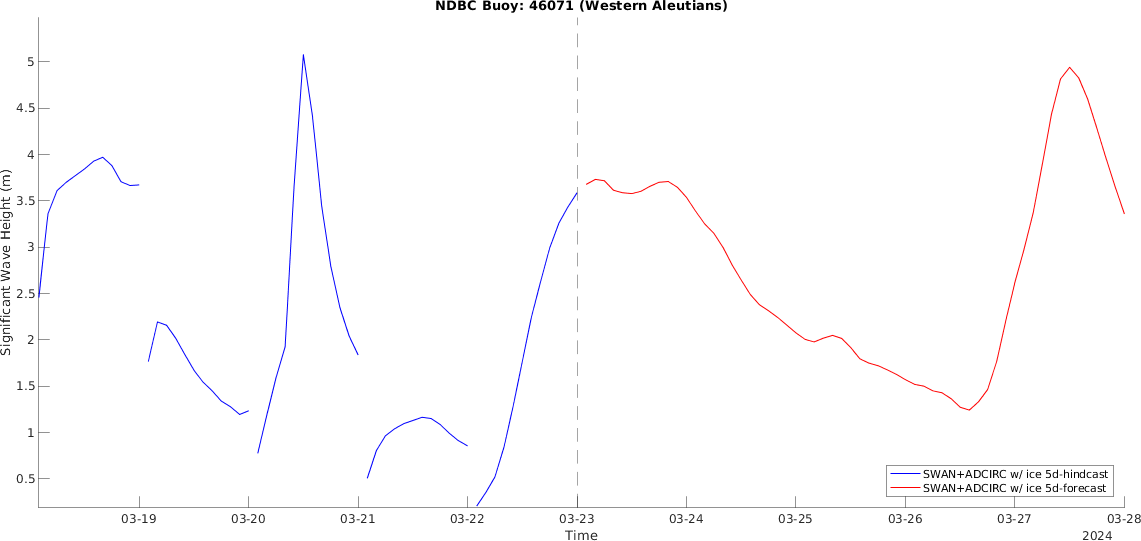 NDBC Buoy: 46071 (Western Aleutians)
Significant Wave Height (m)
5
4.5
4
3.5
3
2.5
2
1.5
1
0.5
SWAN+ADCIRC w/ ice 5d-hindcast
SWAN+ADCIRC w/ ice 5d-forecast
03-19 03-20 03-21 03-22 03-23 03-24 03-25 03-26 03-27 03-28
Time
2024